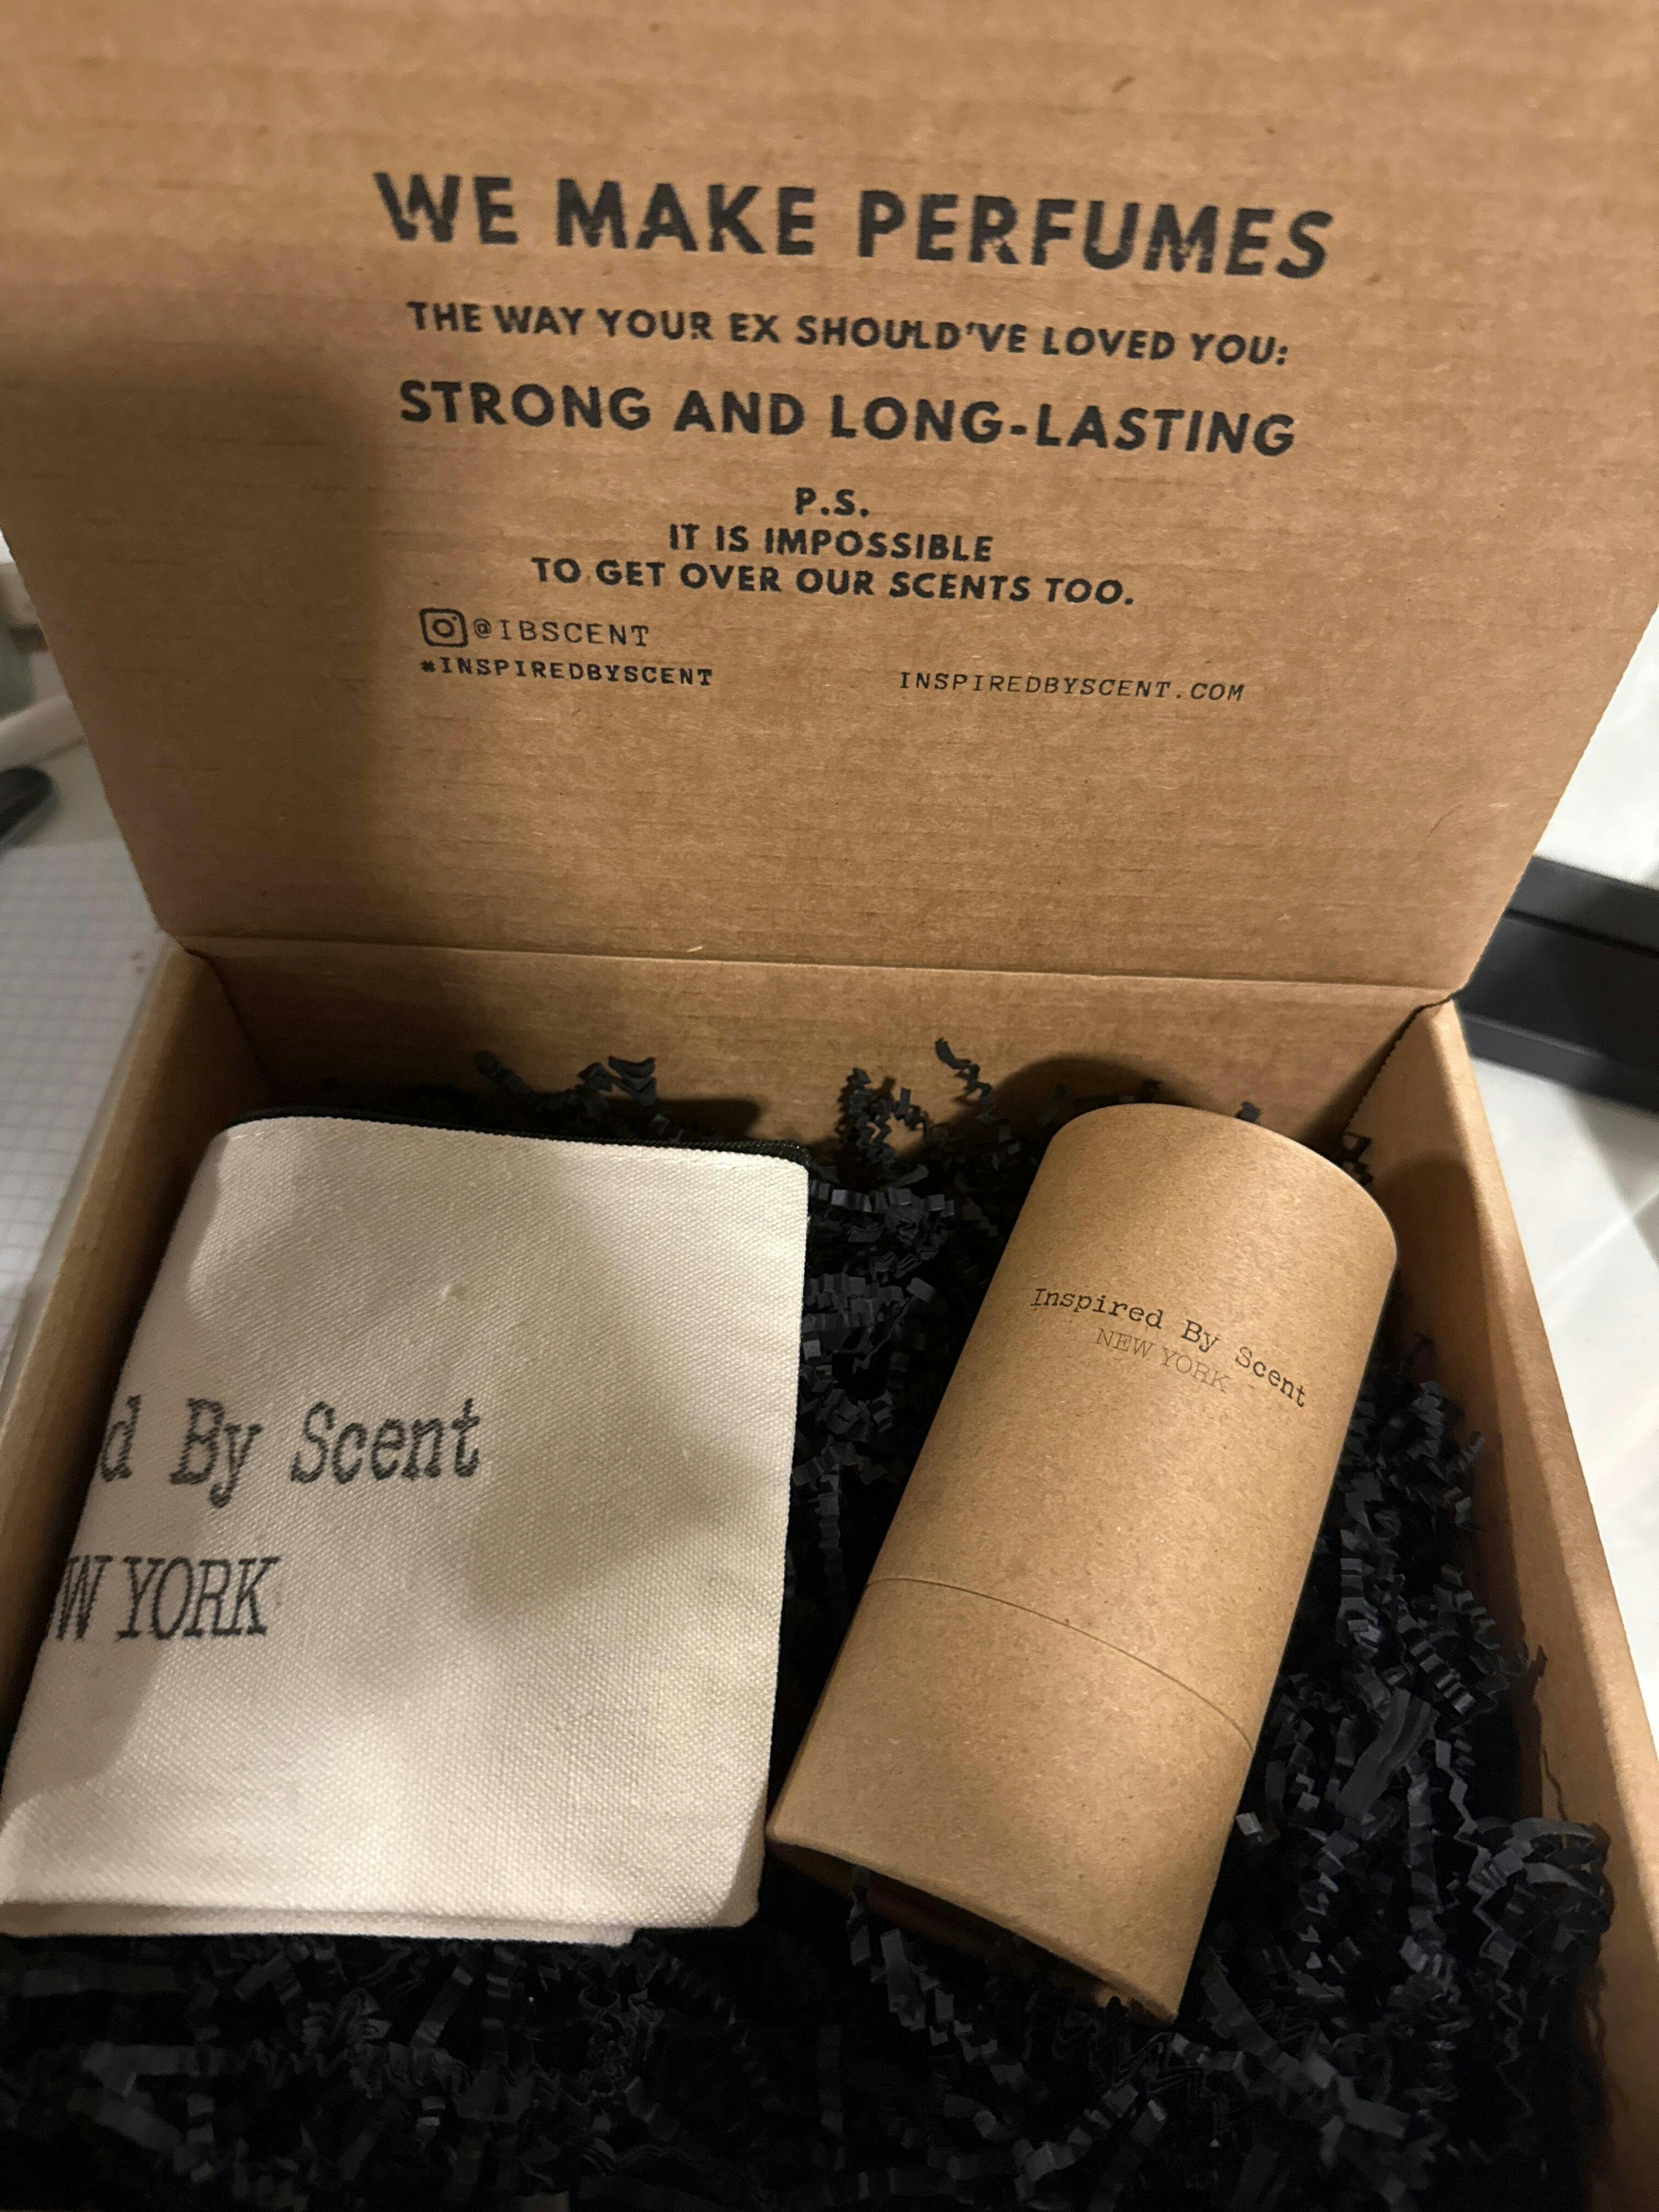 WE MAKE PERFUMES
THE WAY YOUR EX SHOULD'VE LOVED YOU:
STRONG AND LONG-LASTING
P.S.
IT IS IMPOSSIBLE
TO GET OVER OUR SCENTS TOO.
@IBSCENT
#INSPIREDBYSCENT
INSPIREDBYSCENT.COM
d By Scent
W YORK
Inspired By Scent
NEW YORK